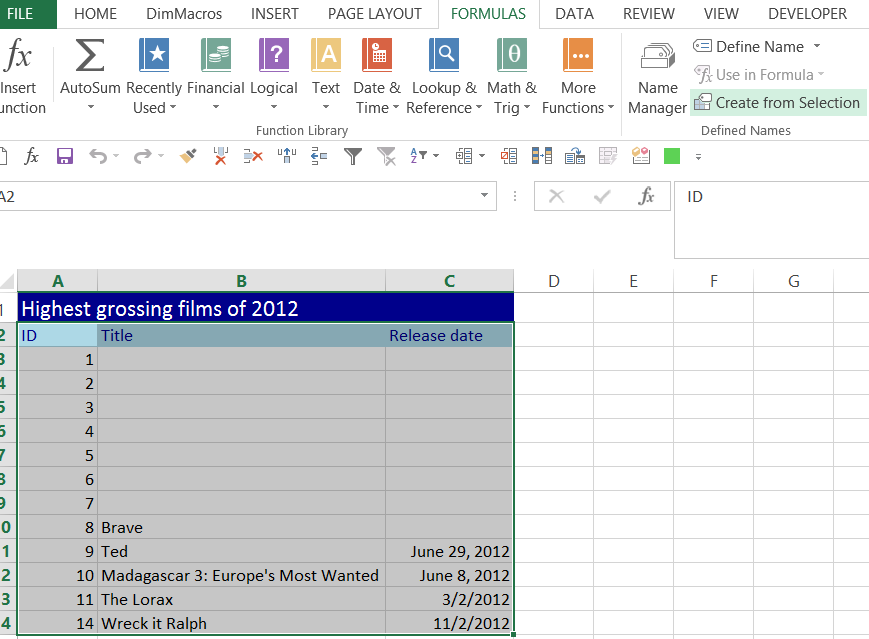 FILE HOME DimMacros INSERT PAGE LAYOUT FORMULAS DATA REVIEW VIEW DEVELOPER
fx Σ ? A θ
Insert AutoSum Recently Financial Logical Text Date & Lookup & Math & More Name
unction Used Time Reference Trig Functions Manager
Define Name
Use in Formula
Create from Selection
Function Library Defined Names
fx
A2 fx ID
A B C D E F G
1 Highest grossing films of 2012
2 ID Title Release date
3 1
4 2
5 3
6 4
7 5
8 6
9 7
0 8 Brave
1 9 Ted June 29, 2012
2 10 Madagascar 3: Europe's Most Wanted June 8, 2012
3 11 The Lorax 3/2/2012
4 14 Wreck it Ralph 11/2/2012